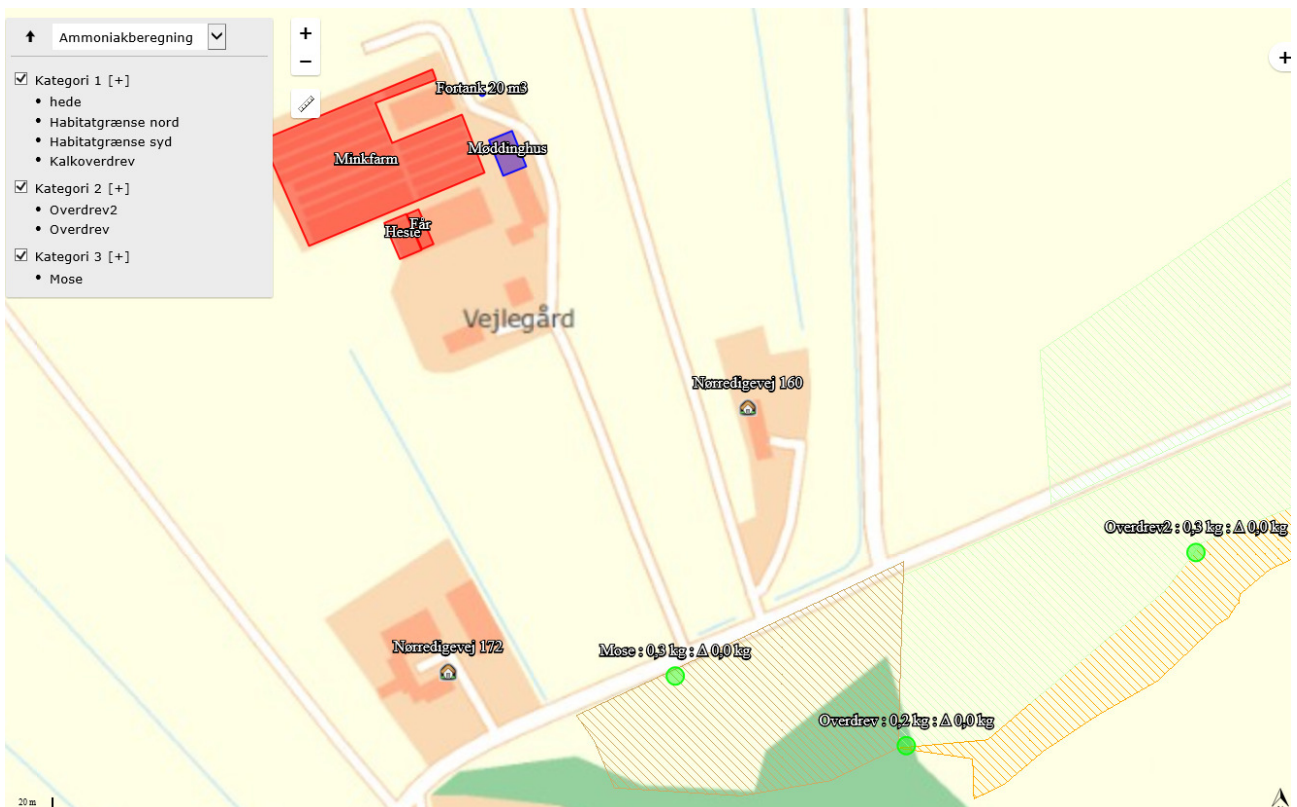 Ammoniakberegning
Kategori 1 [+]
hede
Habitatgrænse nord
Habitatgrænse syd
Kalkoverdrev
Kategori 2 [+]
Overdrev2
Overdrev
Kategori 3 [+]
Mose
Fortank 20 m3
Møddinghus
Minkfarm
Får
Heste
Vejlegård
Nørredigevej 160
Overdrev2 : 0,3 kg : Δ 0,0 kg
Nørredigevej 172
Mose : 0,3 kg : Δ 0,0 kg
Overdrev : 0,2 kg : Δ 0,0 kg
20 m